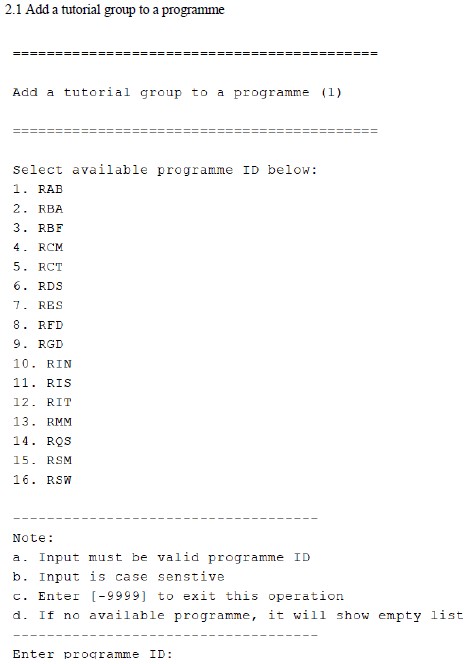 2.1 Add a tutorial group to a programme
===========================================
Add a tutorial group to a programme (1)
===========================================
Select available programme ID below:
1. RAB
2. RBA
3. RBF
4. RCM
5. RCT
6. RDS
7. RES
8. RFD
9. RGD
10. RIN
11. RIS
12. RIT
13. RMM
14. RQS
15. RSM
16. RSW
------------------------------------
Note:
a. Input must be valid programme ID
b. Input is case senstive
c. Enter [-9999] to exit this operation
d. If no available programme, it will show empty list
------------------------------------
Enter programme ID: